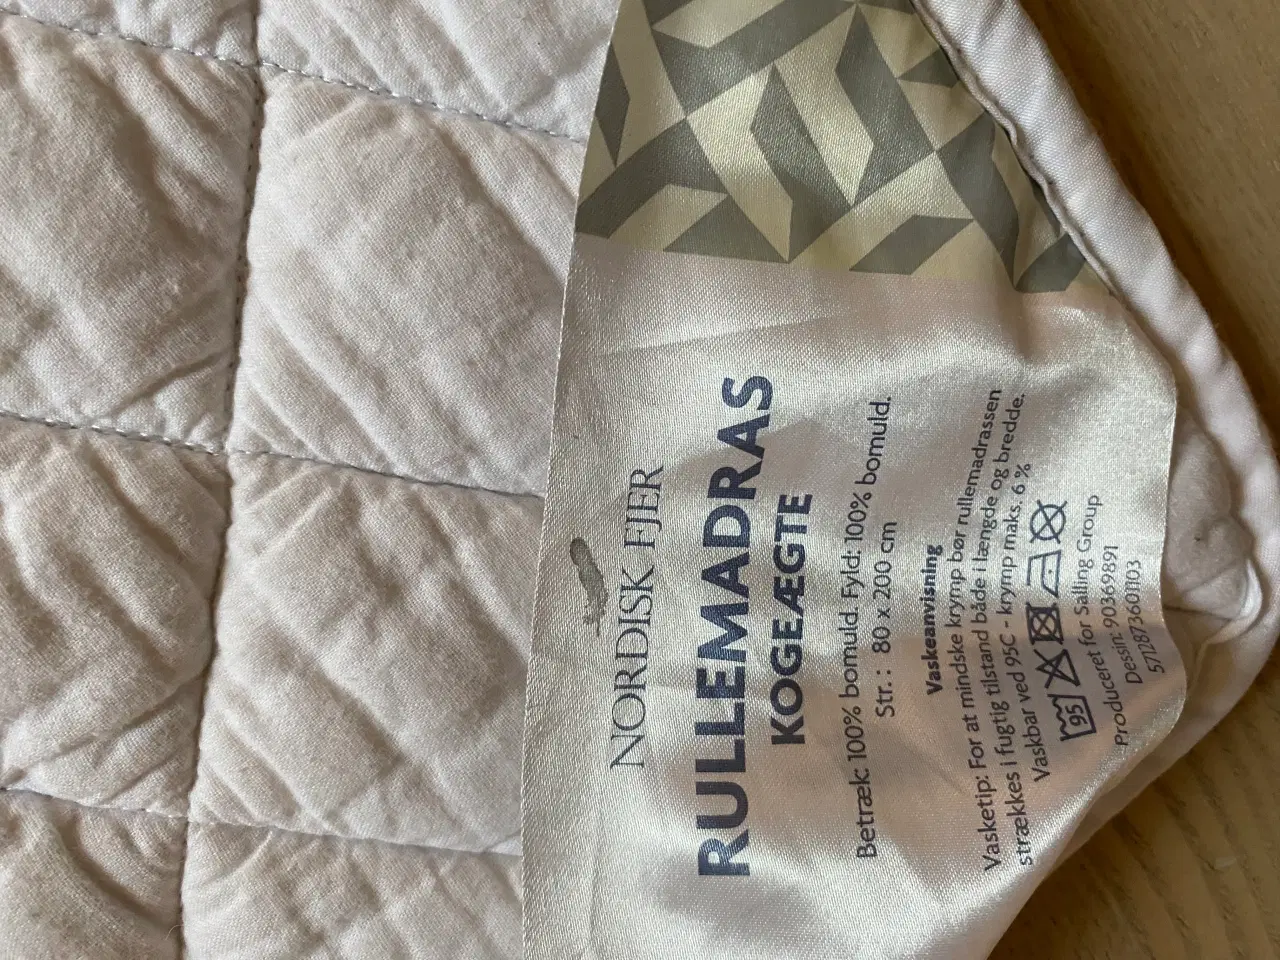 NORDISK FJER
RULLEMADRAS
KOGEÆGTE
Betræk: 100% bomuld. Fyld: 100% bomuld.
Str. : 80 x 200 cm
Vaskeanvisning
Vasketip: For at mindske krymp bør rullemadrassen
strækkes i fugtig tilstand både i længde og bredde.
Vaskbar ved 95C - krymp maks. 6 %
95
Produceret for Salling Group
Dessin: 90369891
5712873601103